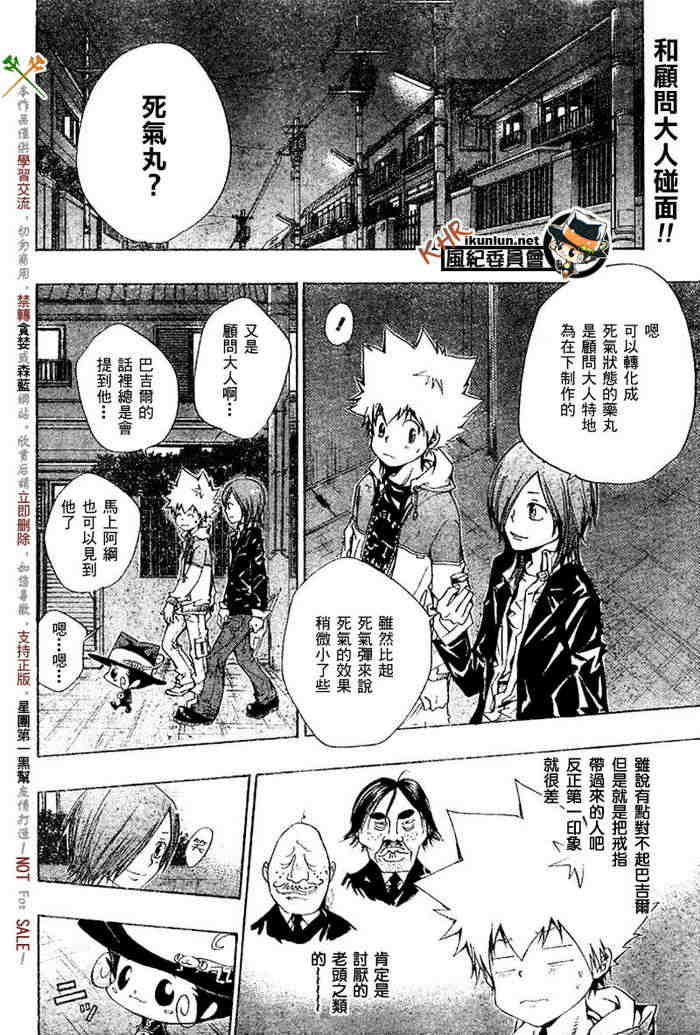 和顧問大人碰面!!
死氣丸？
KHR
ikunlun.net
風紀委員會
嗯
可以轉化成
死氣狀態的藥丸
是顧問大人特地
為在下制作的
！
雖然比起
死氣彈來說
死氣的效果
稍微小了些
又是
顧問大人啊…
巴吉爾的
話裡總是會
提到他…
馬上阿綱
也可以見到
他了
嗯…嗯…
雖說有點對不起巴吉爾
但是就是把戒指
帶過來的人吧
反正第一印象
就很差
肯定是
討厭的
老頭之類
的——
笑
本作品僅供學習交流，切勿商用，禁轉貪婪或森藍網站，欣賞后請立即刪除，如您喜歡，支持正版。星團第一黑幫友情打造—NOT For SALE—